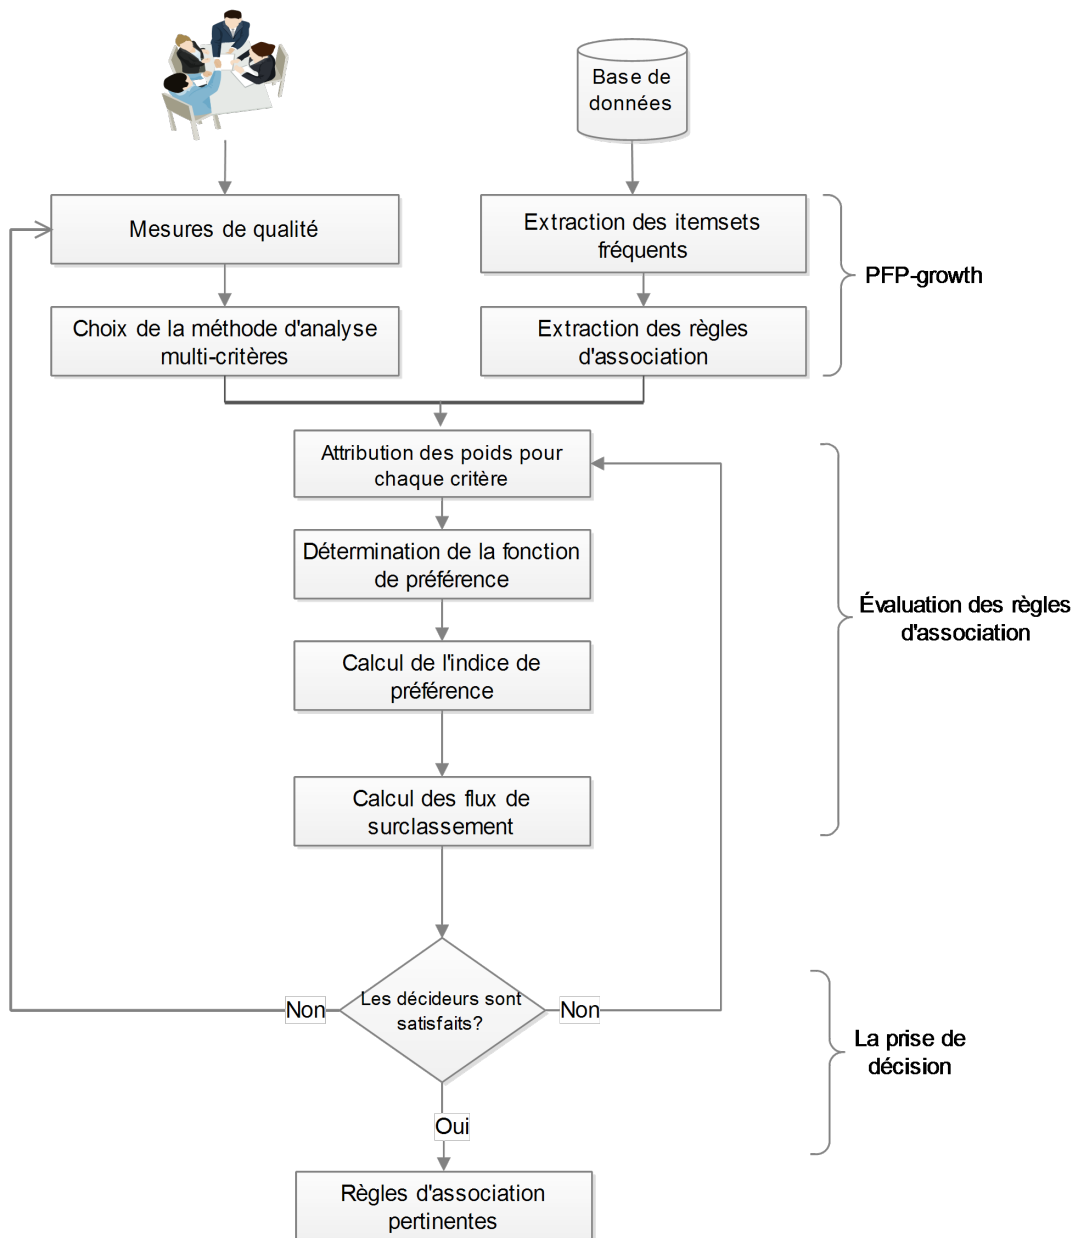 Base de
données
Mesures de qualité
Extraction des itemsets
fréquents
PFP-growth
Choix de la méthode d'analyse
multi-critères
Extraction des règles
d'association
Attribution des poids pour
chaque critère
Détermination de la fonction
de préférence
Évaluation des règles
d'association
Calcul de l'indice de
préférence
Calcul des flux de
surclassement
Les décideurs sont
satisfaits?
Non
Non
La prise de
décision
Oui
Règles d'association
pertinentes